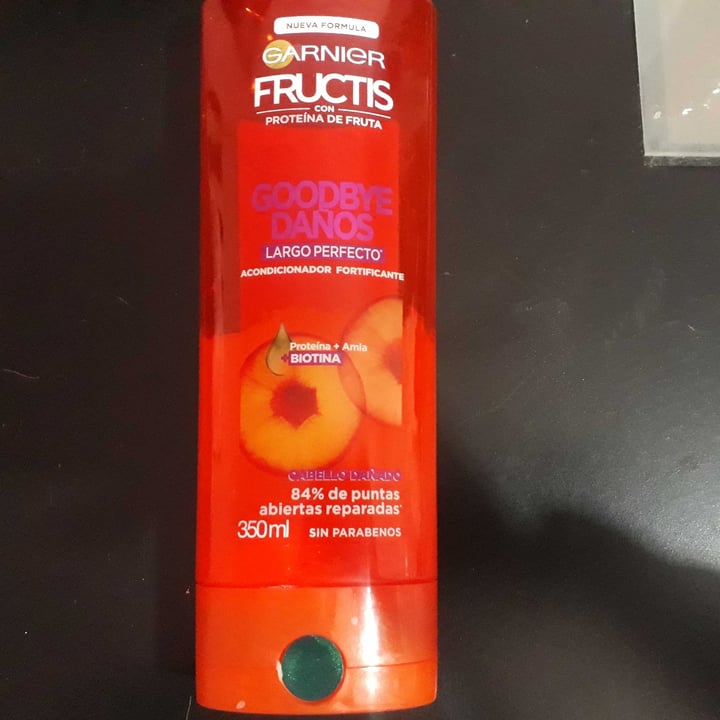 NUEVA FÓRMULA
GARNIER
FRUCTIS
CON
PROTEÍNA DE FRUTA
GOODBYE
DAÑOS
LARGO PERFECTO*
ACONDICIONADOR FORTIFICANTE
Proteína + Amla
+BIOTINA
CABELLO DAÑADO
84% de puntas
abiertas reparadas*
350ml SIN PARABENOS